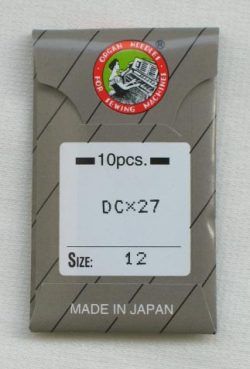 ORGAN NEEDLES
®
FOR SEWING MACHINES
10pcs.
DC×27
SIZE: 12
MADE IN JAPAN